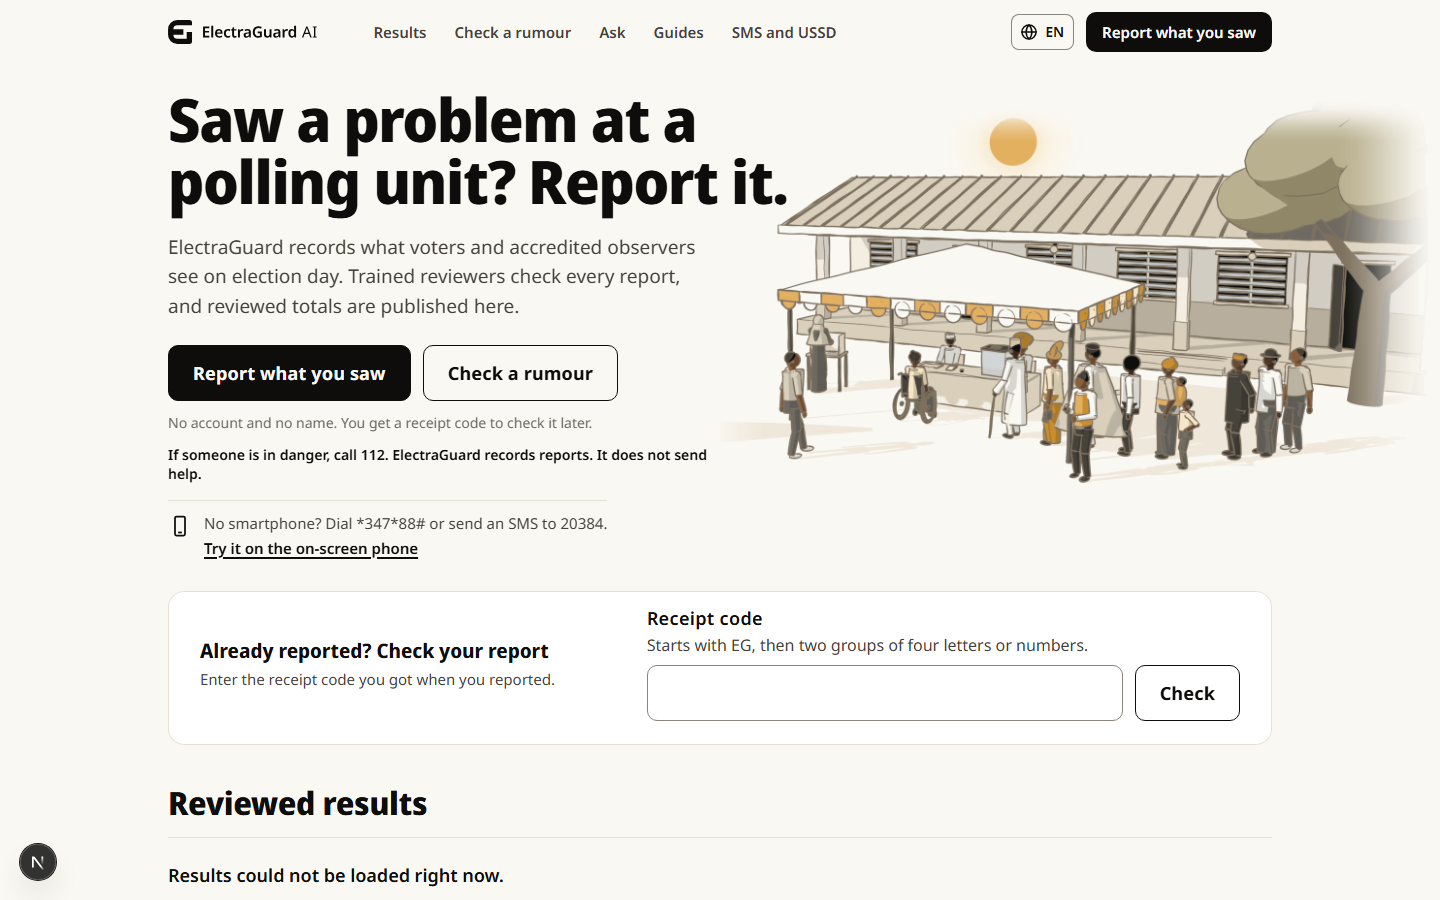 ElectraGuard AI
Results
Check a rumour
Ask
Guides
SMS and USSD
EN
Report what you saw
Saw a problem at a
polling unit? Report it.
ElectraGuard records what voters and accredited observers
see on election day. Trained reviewers check every report,
and reviewed totals are published here.
Report what you saw
Check a rumour
No account and no name. You get a receipt code to check it later.
If someone is in danger, call 112. ElectraGuard records reports. It does not send
help.
No smartphone? Dial *347*88# or send an SMS to 20384.
Try it on the on-screen phone
Already reported? Check your report
Enter the receipt code you got when you reported.
Receipt code
Starts with EG, then two groups of four letters or numbers.
Check
Reviewed results
Results could not be loaded right now.
N